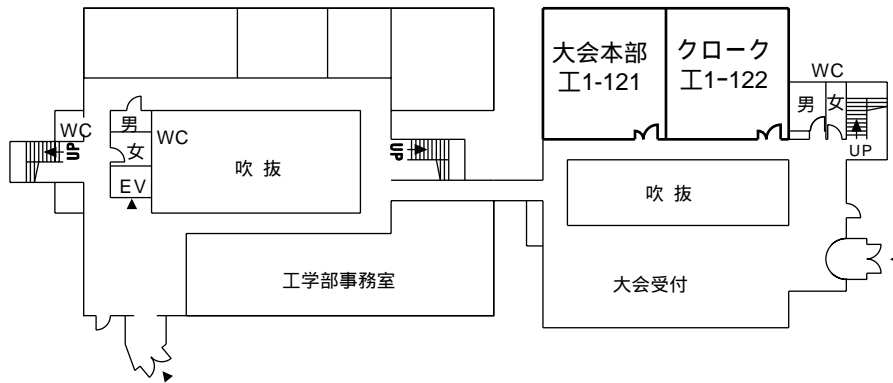 大会本部
工1-121
クローク
工1-122
WC
男 女
UP
WC
男
女
WC
UP
EV
吹 抜
UP
吹 抜
工学部事務室
大会受付